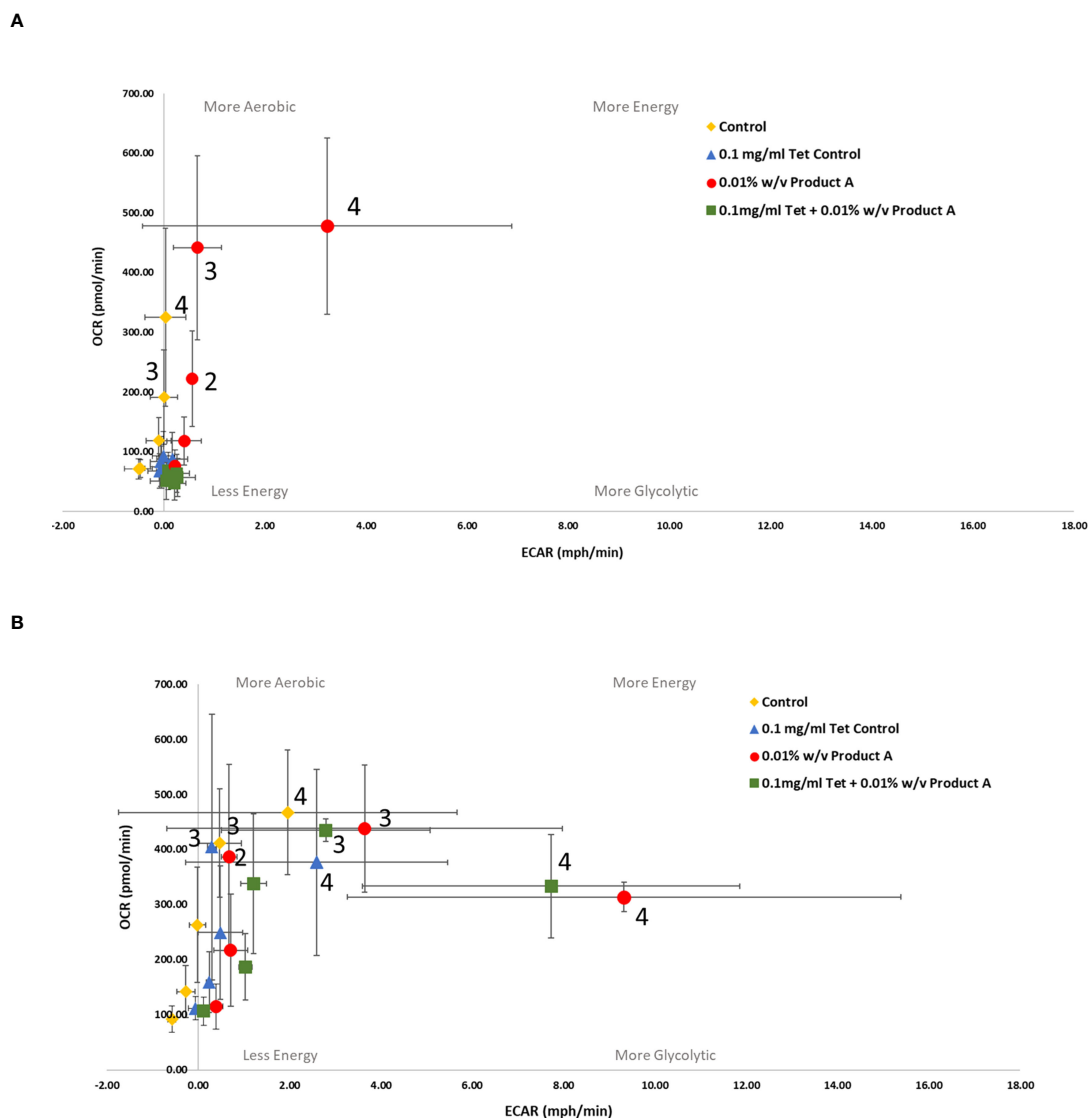 A
700.00
More Aerobic
More Energy
Control
600.00
0.1 mg/ml Tet Control
0.01% w/v Product A
500.00
4
0.1mg/ml Tet + 0.01% w/v Product A
3
400.00
OCR (pmol/min)
4
300.00
3
2
200.00
100.00
Less Energy
More Glycolytic
0.00
-2.00 0.00 2.00 4.00 6.00 8.00 10.00 12.00 14.00 16.00 18.00
ECAR (mph/min)
B
700.00
More Aerobic
More Energy
Control
600.00
0.1 mg/ml Tet Control
0.01% w/v Product A
0.1mg/ml Tet + 0.01% w/v Product A
500.00
4
3 3 3
3
400.00
2
4
4
OCR (pmol/min)
300.00
4
200.00
100.00
Less Energy
More Glycolytic
0.00
-2.00 0.00 2.00 4.00 6.00 8.00 10.00 12.00 14.00 16.00 18.00
ECAR (mph/min)